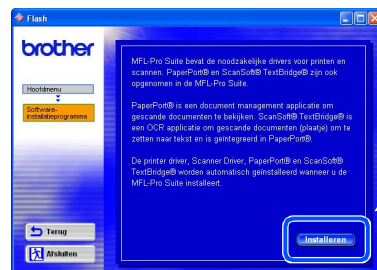 Flash
brother
Hoofdmenu
Software-
installatieprogramma
MFL-Pro Suite bevat de noodzakelijke drivers voor printen en
scannen. PaperPort® en ScanSoft® TextBridge® zijn ook
opgenomen in de MFL-Pro Suite.
PaperPort® is een document management applicatie om
gescande documenten te bekijken. ScanSoft® TextBridge® is
een OCR applicatie om gescande documenten (plaatje) om te
zetten naar tekst en is geïntegreerd in PaperPort®.
De printer driver, Scanner Driver, PaperPort® en ScanSoft®
TextBridge® worden automatisch geïnstalleerd wanneer u de
MFL-Pro Suite installeert.
Terug
Afsluiten
Installeren